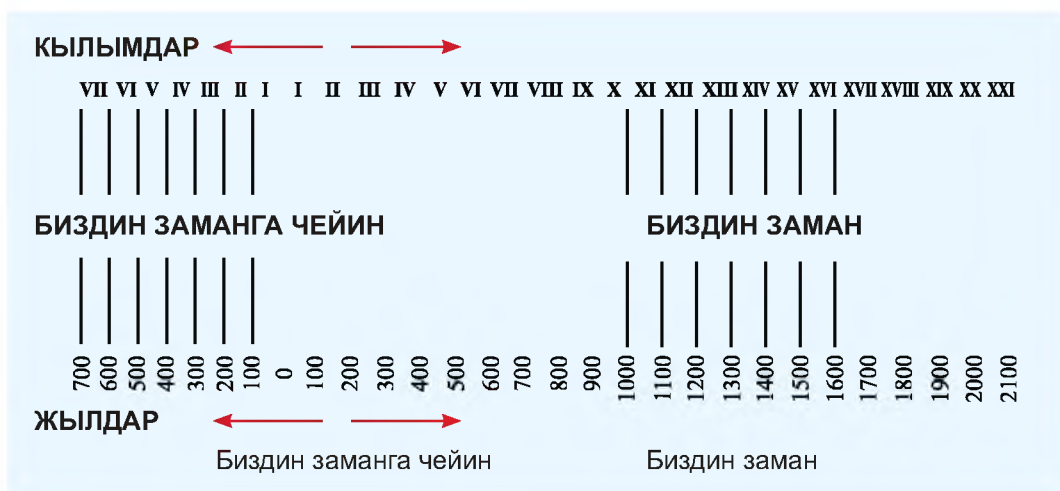 КЫЛЫМДАР
VII VI V IV III II I I II III IV V VI VII VIII IX X XI XII XIII XIV XV XVI XVII XVIII XIX XX XXI
БИЗДИН ЗАМАНГА ЧЕЙИН БИЗДИН ЗАМАН
700 600 500 400 300 200 100 0 100 200 300 400 500 600 700 800 900 1000 1100 1200 1300 1400 1500 1600 1700 1800 1900 2000 2100
ЖЫЛДАР
Биздин заманга чейин Биздин заман